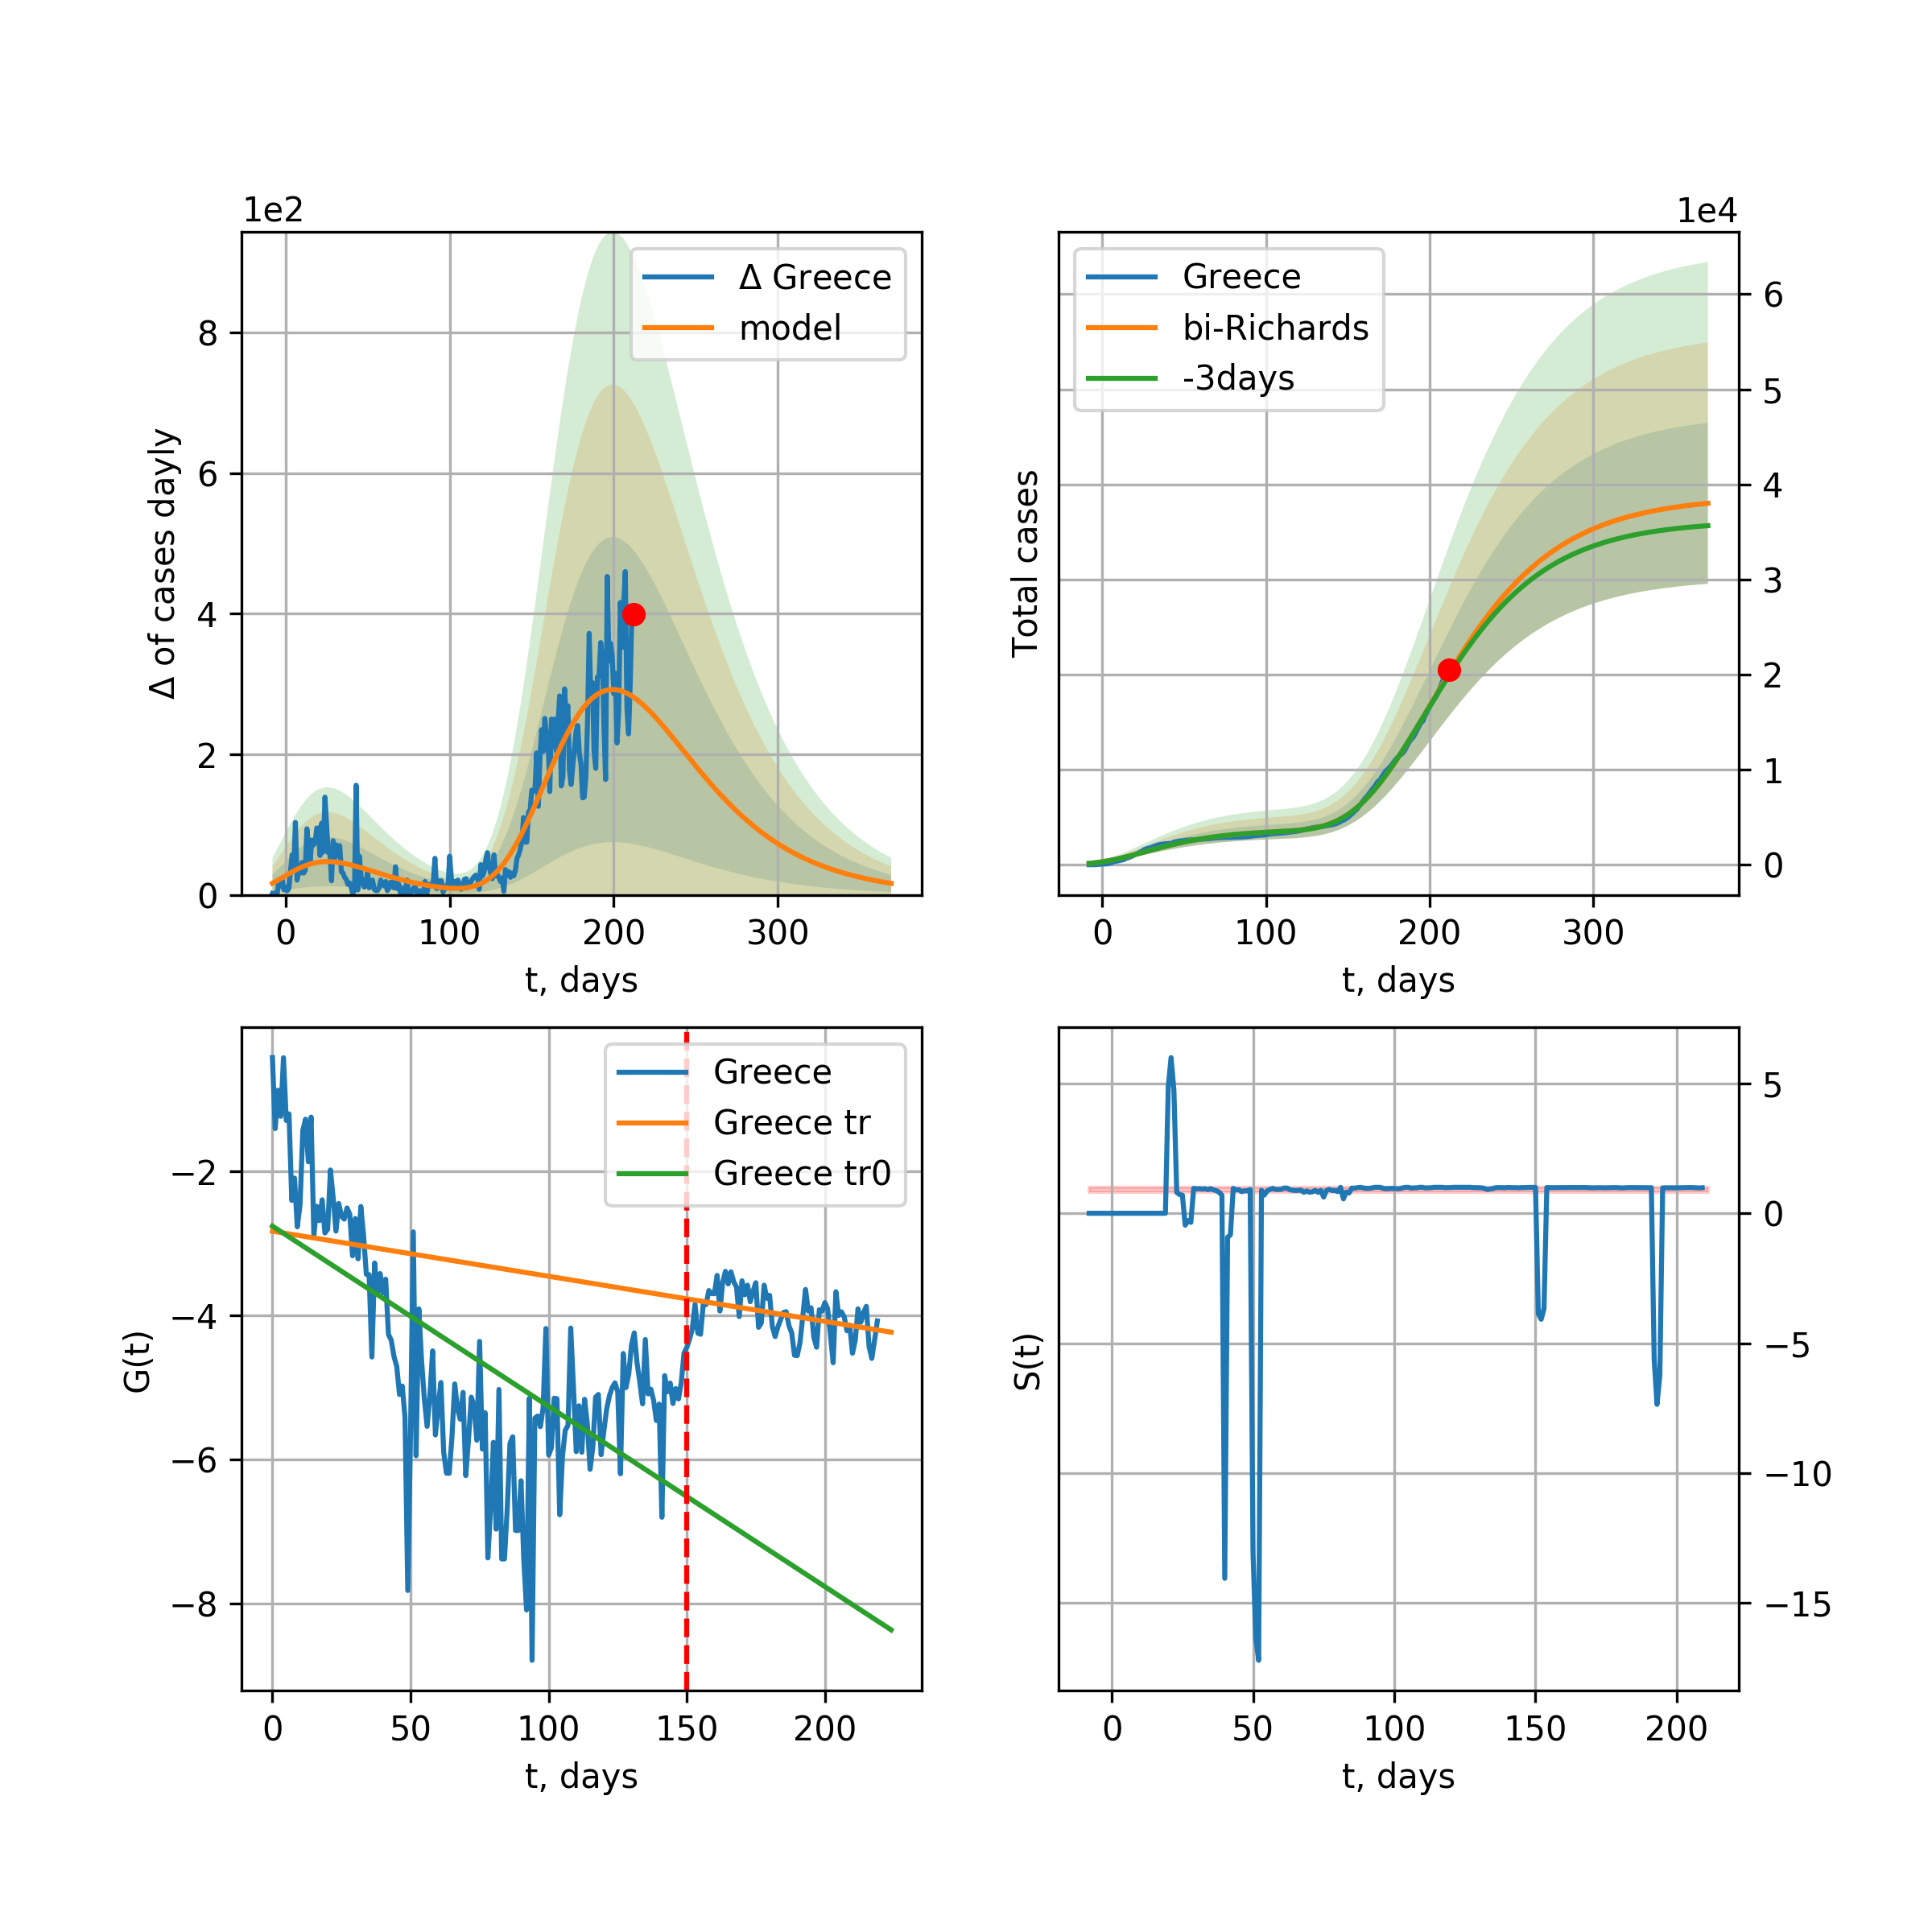 1e2
Δ of cases dayly
8
6
4
2
0
0 100 200 300
t, days
Δ Greece
model
1e4
Total cases
6
5
4
3
2
1
0
0 100 200 300
t, days
Greece
bi-Richards
-3days
G(t)
−2
−4
−6
−8
0 50 100 150 200
t, days
Greece
Greece tr
Greece tr0
S(t)
5
0
−5
−10
−15
0 50 100 150 200
t, days